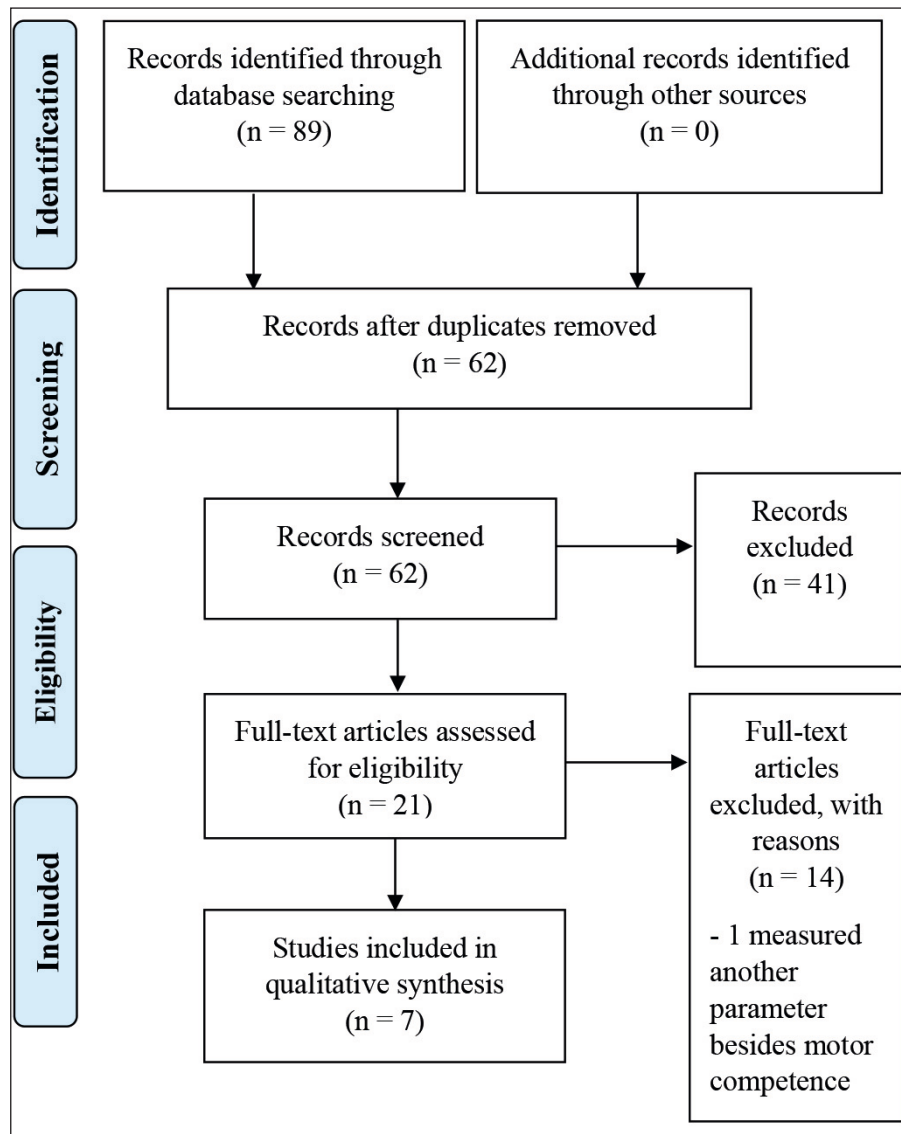 Identification
Records identified through
database searching
(n = 89)
Additional records identified
through other sources
(n = 0)
Screening
Records after duplicates removed
(n = 62)
Records screened
(n = 62)
Records
excluded
(n = 41)
Eligibility
Full-text articles assessed
for eligibility
(n = 21)
Full-text
articles
excluded, with
reasons
(n = 14)
- 1 measured
another
parameter
besides motor
competence
Included
Studies included in
qualitative synthesis
(n = 7)